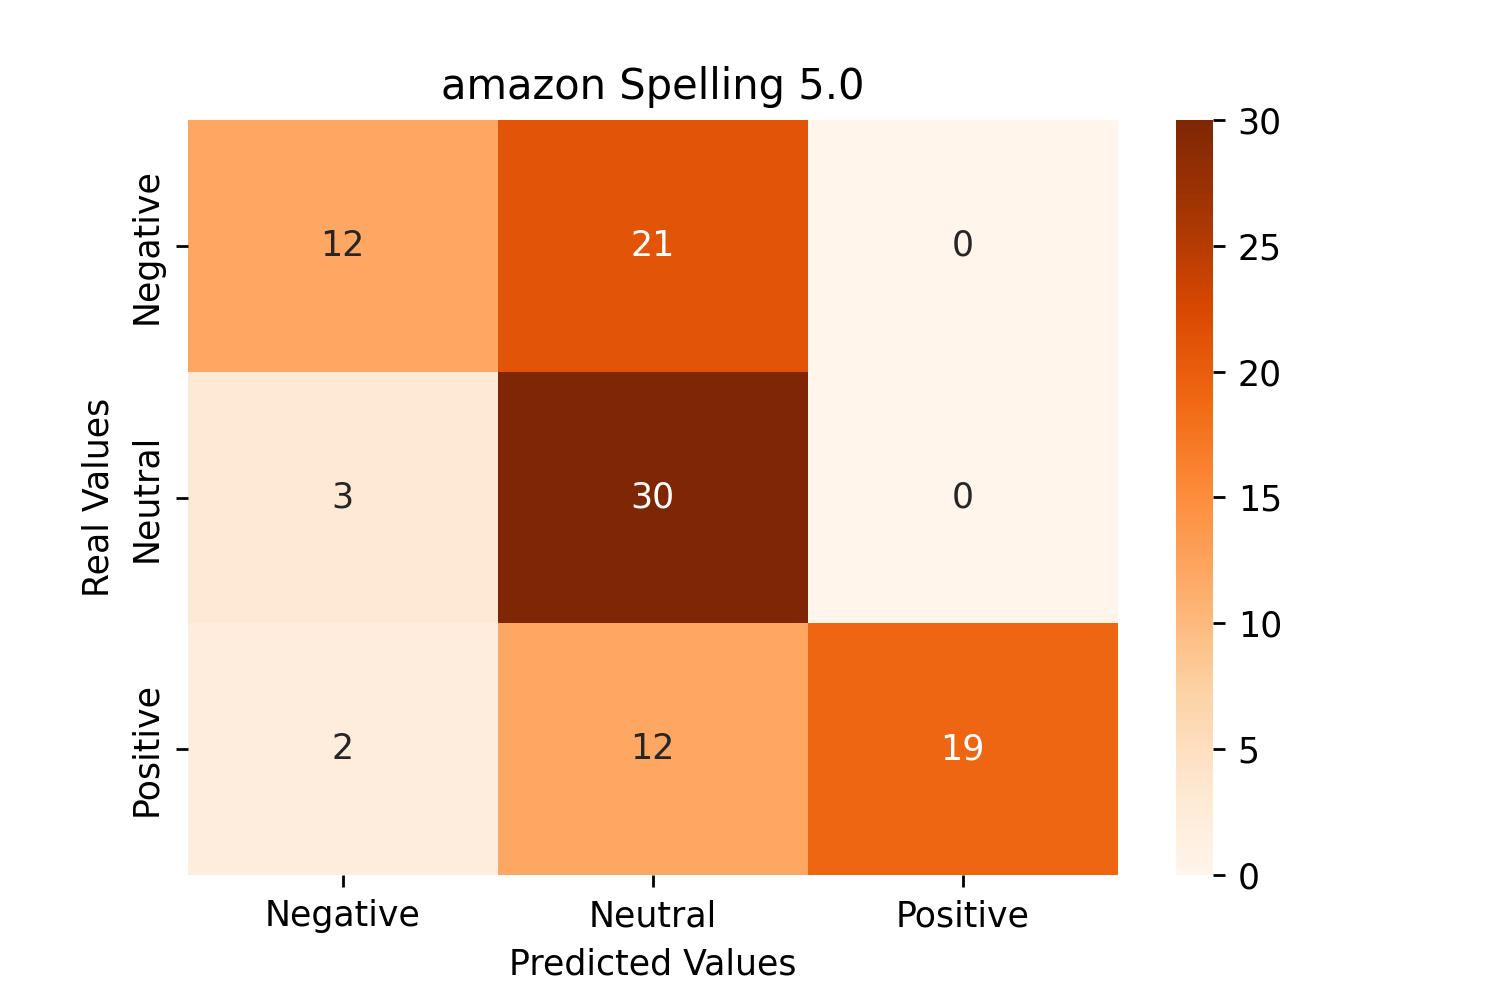 amazon Spelling 5.0
Real Values
Negative
12 21 0
Neutral
3 30 0
Positive
2 12 19
Negative Neutral Positive
Predicted Values
30
25
20
15
10
5
0